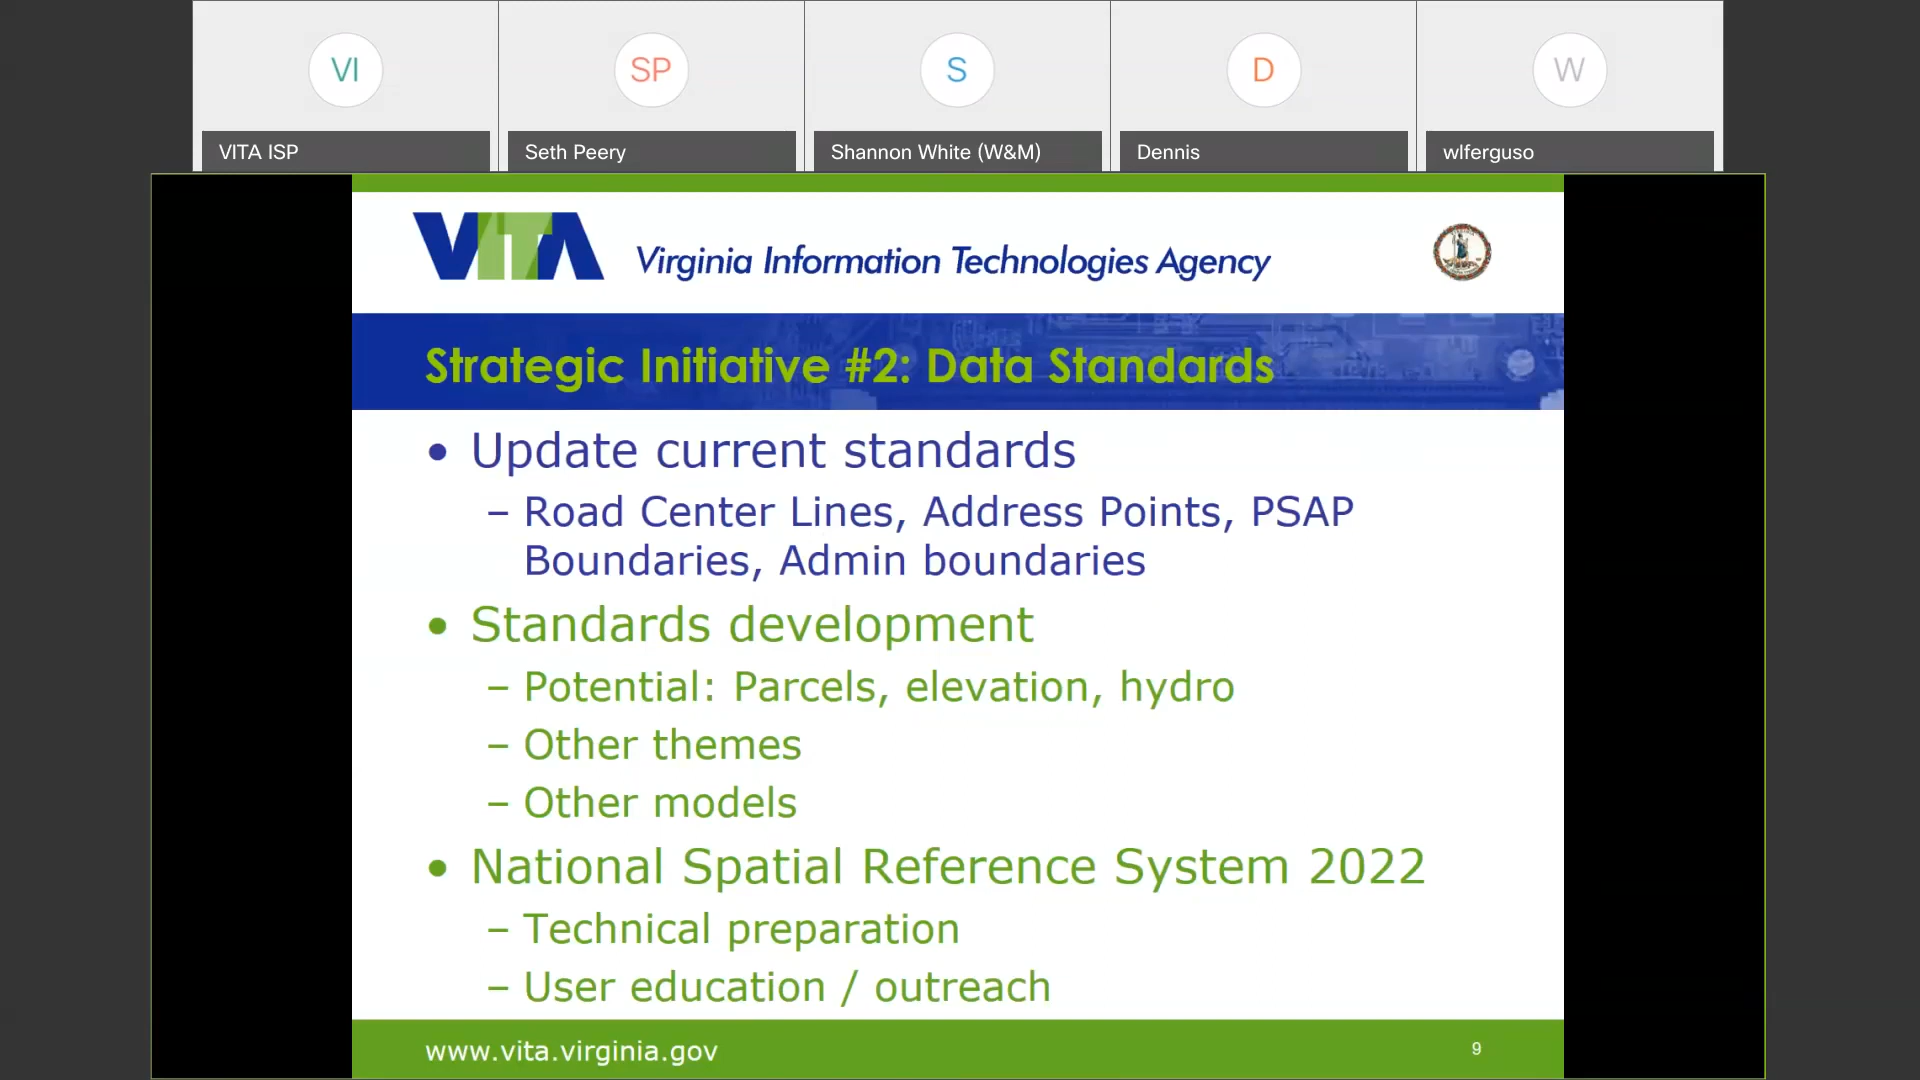 VI
SP
S
D
W
VITA ISP
Seth Peery
Shannon White (W&M)
Dennis
wlferguso
VITA
Virginia Information Technologies Agency
Strategic Initiative #2: Data Standards
• Update current standards
– Road Center Lines, Address Points, PSAP
Boundaries, Admin boundaries
• Standards development
– Potential: Parcels, elevation, hydro
– Other themes
– Other models
• National Spatial Reference System 2022
– Technical preparation
– User education / outreach
www.vita.virginia.gov
9